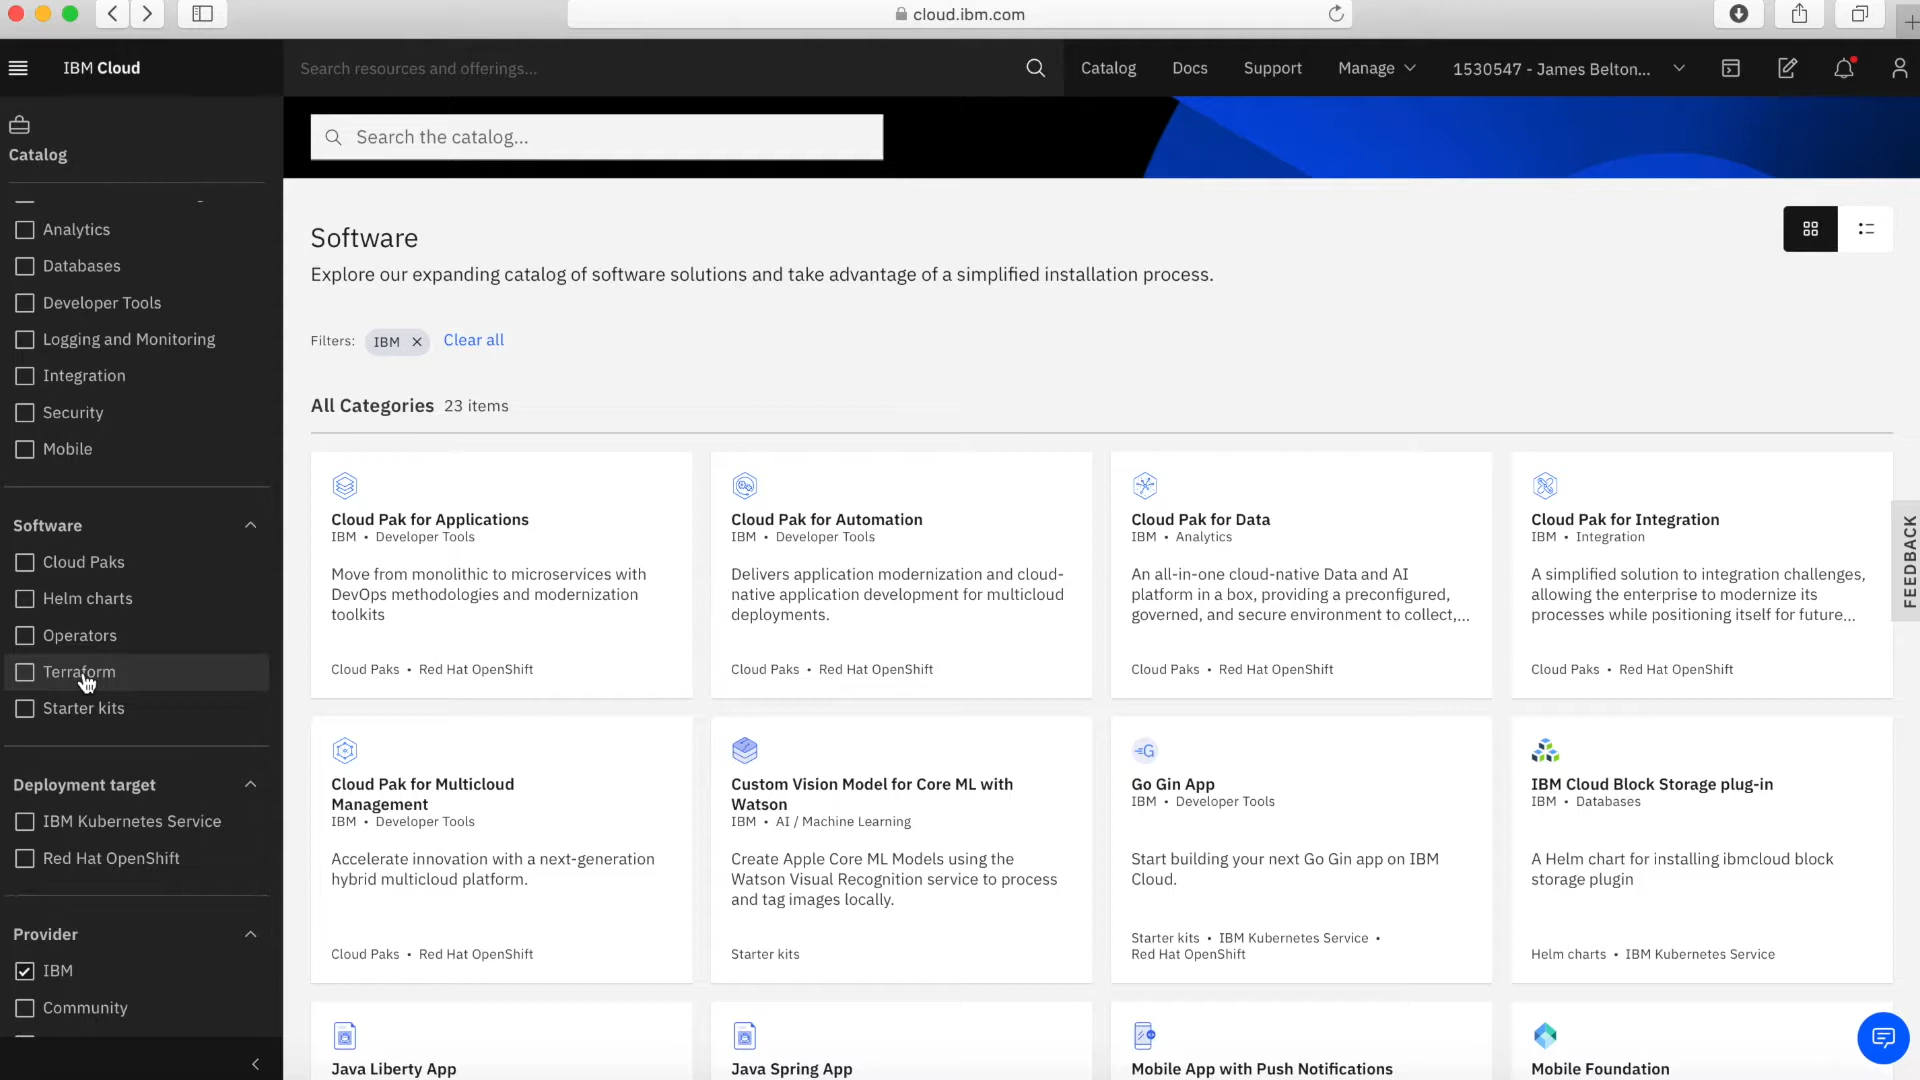 cloud.ibm.com
IBM Cloud
Search resources and offerings...
Catalog
Docs
Support
Manage
1530547 - James Belton...
Catalog
Search the catalog...
Analytics
Databases
Developer Tools
Logging and Monitoring
Integration
Security
Mobile
Software
Cloud Paks
Helm charts
Operators
Terraform
Starter kits
Deployment target
IBM Kubernetes Service
Red Hat OpenShift
Provider
IBM
Community
Software
Explore our expanding catalog of software solutions and take advantage of a simplified installation process.
Filters: IBM Clear all
All Categories 23 items
Cloud Pak for Applications
IBM • Developer Tools
Move from monolithic to microservices with
DevOps methodologies and modernization
toolkits
Cloud Paks • Red Hat OpenShift
Cloud Pak for Automation
IBM • Developer Tools
Delivers application modernization and cloud-
native application development for multicloud
deployments.
Cloud Paks • Red Hat OpenShift
Cloud Pak for Data
IBM • Analytics
An all-in-one cloud-native Data and AI
platform in a box, providing a preconfigured,
governed, and secure environment to collect,...
Cloud Paks • Red Hat OpenShift
Cloud Pak for Integration
IBM • Integration
A simplified solution to integration challenges,
allowing the enterprise to modernize its
processes while positioning itself for future...
Cloud Paks • Red Hat OpenShift
Cloud Pak for Multicloud
Management
IBM • Developer Tools
Accelerate innovation with a next-generation
hybrid multicloud platform.
Cloud Paks • Red Hat OpenShift
Custom Vision Model for Core ML with
Watson
IBM • AI / Machine Learning
Create Apple Core ML Models using the
Watson Visual Recognition service to process
and tag images locally.
Starter kits
Go Gin App
IBM • Developer Tools
Start building your next Go Gin app on IBM
Cloud.
Starter kits • IBM Kubernetes Service •
Red Hat OpenShift
IBM Cloud Block Storage plug-in
IBM • Databases
A Helm chart for installing ibmcloud block
storage plugin
Helm charts • IBM Kubernetes Service
Java Liberty App
Java Spring App
Mobile App with Push Notifications
Mobile Foundation
FEEDBACK